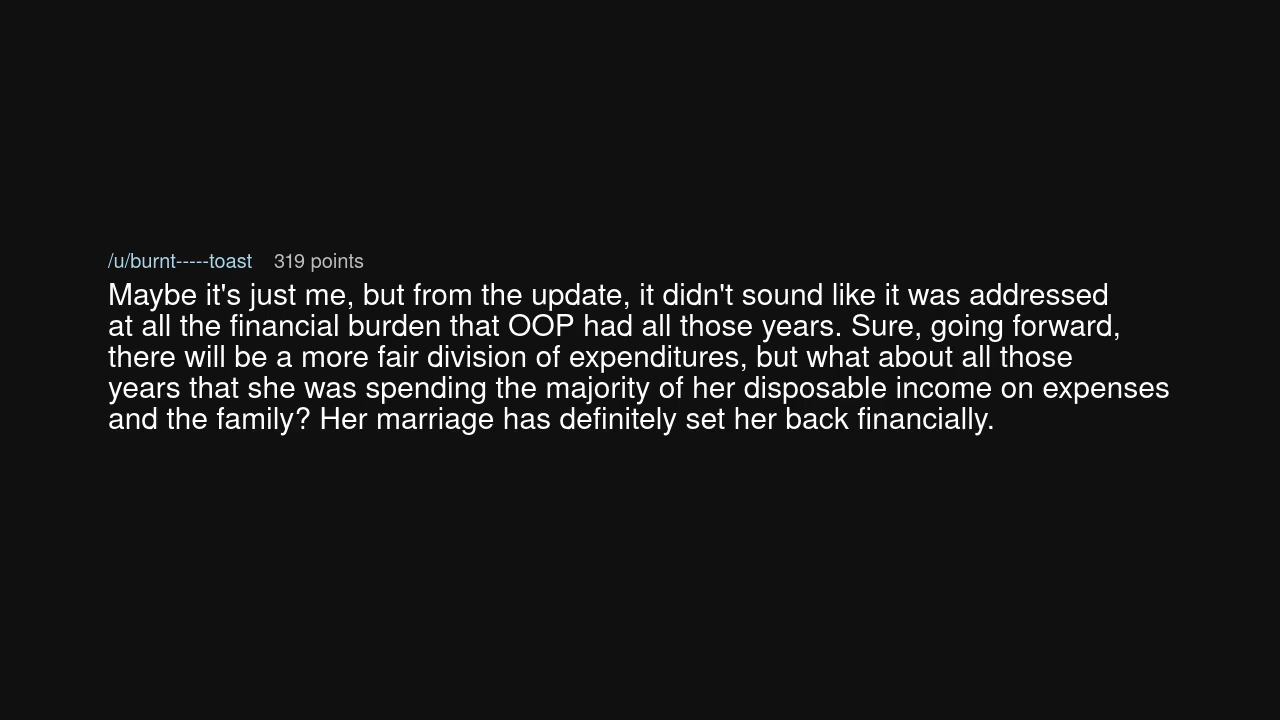 /u/burnt-----toast 319 points
Maybe it's just me, but from the update, it didn't sound like it was addressed
at all the financial burden that OOP had all those years. Sure, going forward,
there will be a more fair division of expenditures, but what about all those
years that she was spending the majority of her disposable income on expenses
and the family? Her marriage has definitely set her back financially.